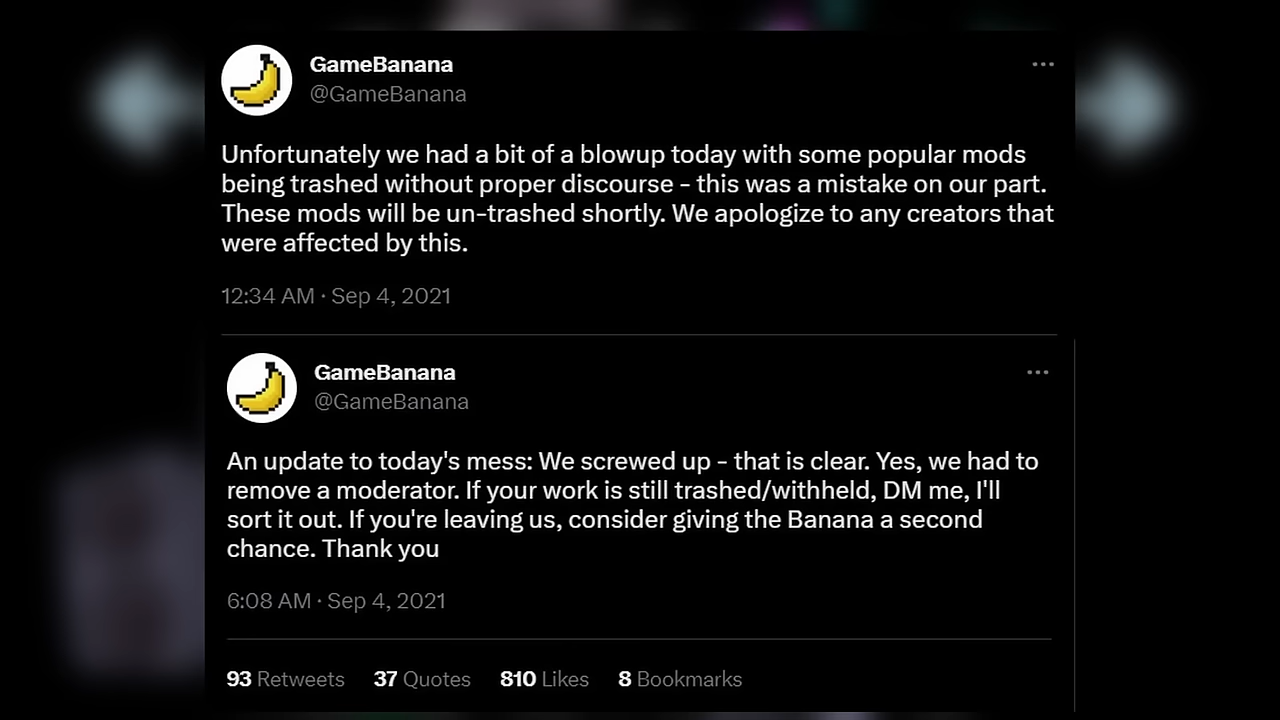 GameBanana
@GameBanana
Unfortunately we had a bit of a blowup today with some popular mods
being trashed without proper discourse - this was a mistake on our part.
These mods will be un-trashed shortly. We apologize to any creators that
were affected by this.
12:34 AM · Sep 4, 2021
GameBanana
@GameBanana
An update to today's mess: We screwed up - that is clear. Yes, we had to
remove a moderator. If your work is still trashed/withheld, DM me, I'll
sort it out. If you're leaving us, consider giving the Banana a second
chance. Thank you
6:08 AM · Sep 4, 2021
93 Retweets 37 Quotes 810 Likes 8 Bookmarks